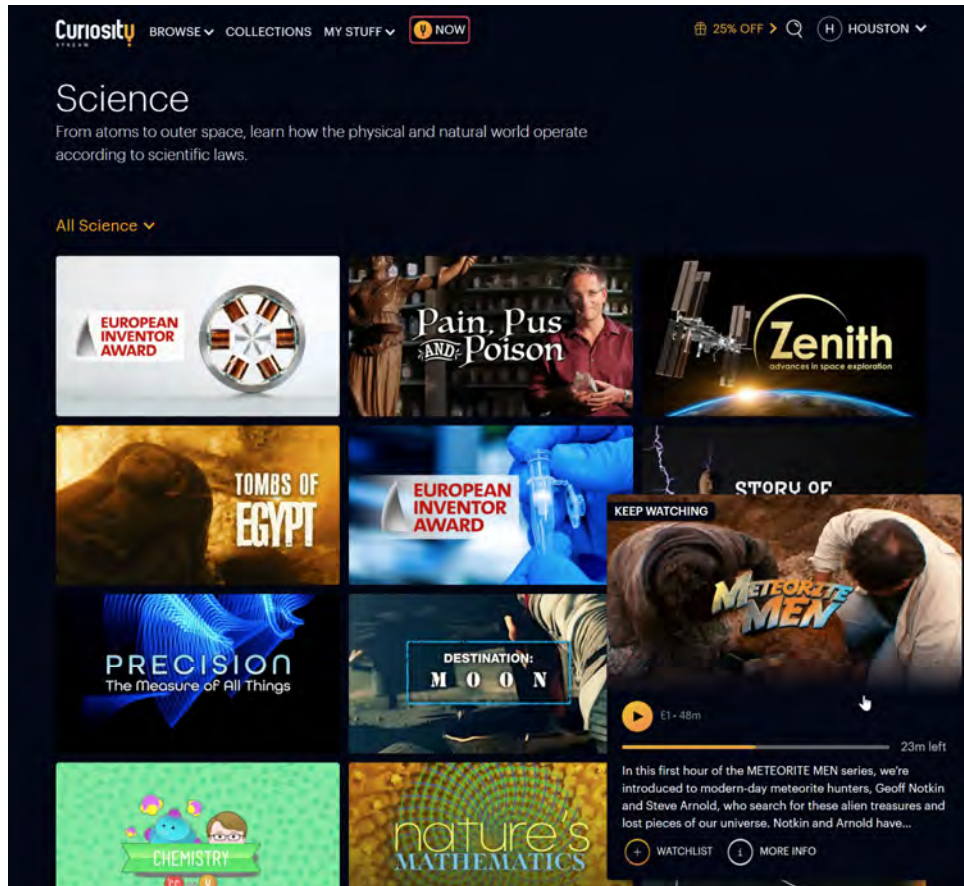 CURIOSITY BROWSE COLLECTIONS MY STUFF NOW 25% OFF H HOUSTON
STREAM
Science
From atoms to outer space, learn how the physical and natural world operate
according to scientific laws.
All Science
EUROPEAN
INVENTOR
AWARD
Pain, Pus
AND Poison
Zenith
advances in space exploration
TOMBS OF
EGYPT
EUROPEAN
INVENTOR
AWARD
STORY OF
KEEP WATCHING
METEORITE
MEN
PRECISION
The Measure of All Things
DESTINATION:
MOON
E1 • 48m
23m left
In this first hour of the METEORITE MEN series, we're
introduced to modern-day meteorite hunters, Geoff Notkin
and Steve Arnold, who search for these alien treasures and
lost pieces of our universe. Notkin and Arnold have...
WATCHLIST MORE INFO
CHEMISTRY
nature's
MATHEMATICS